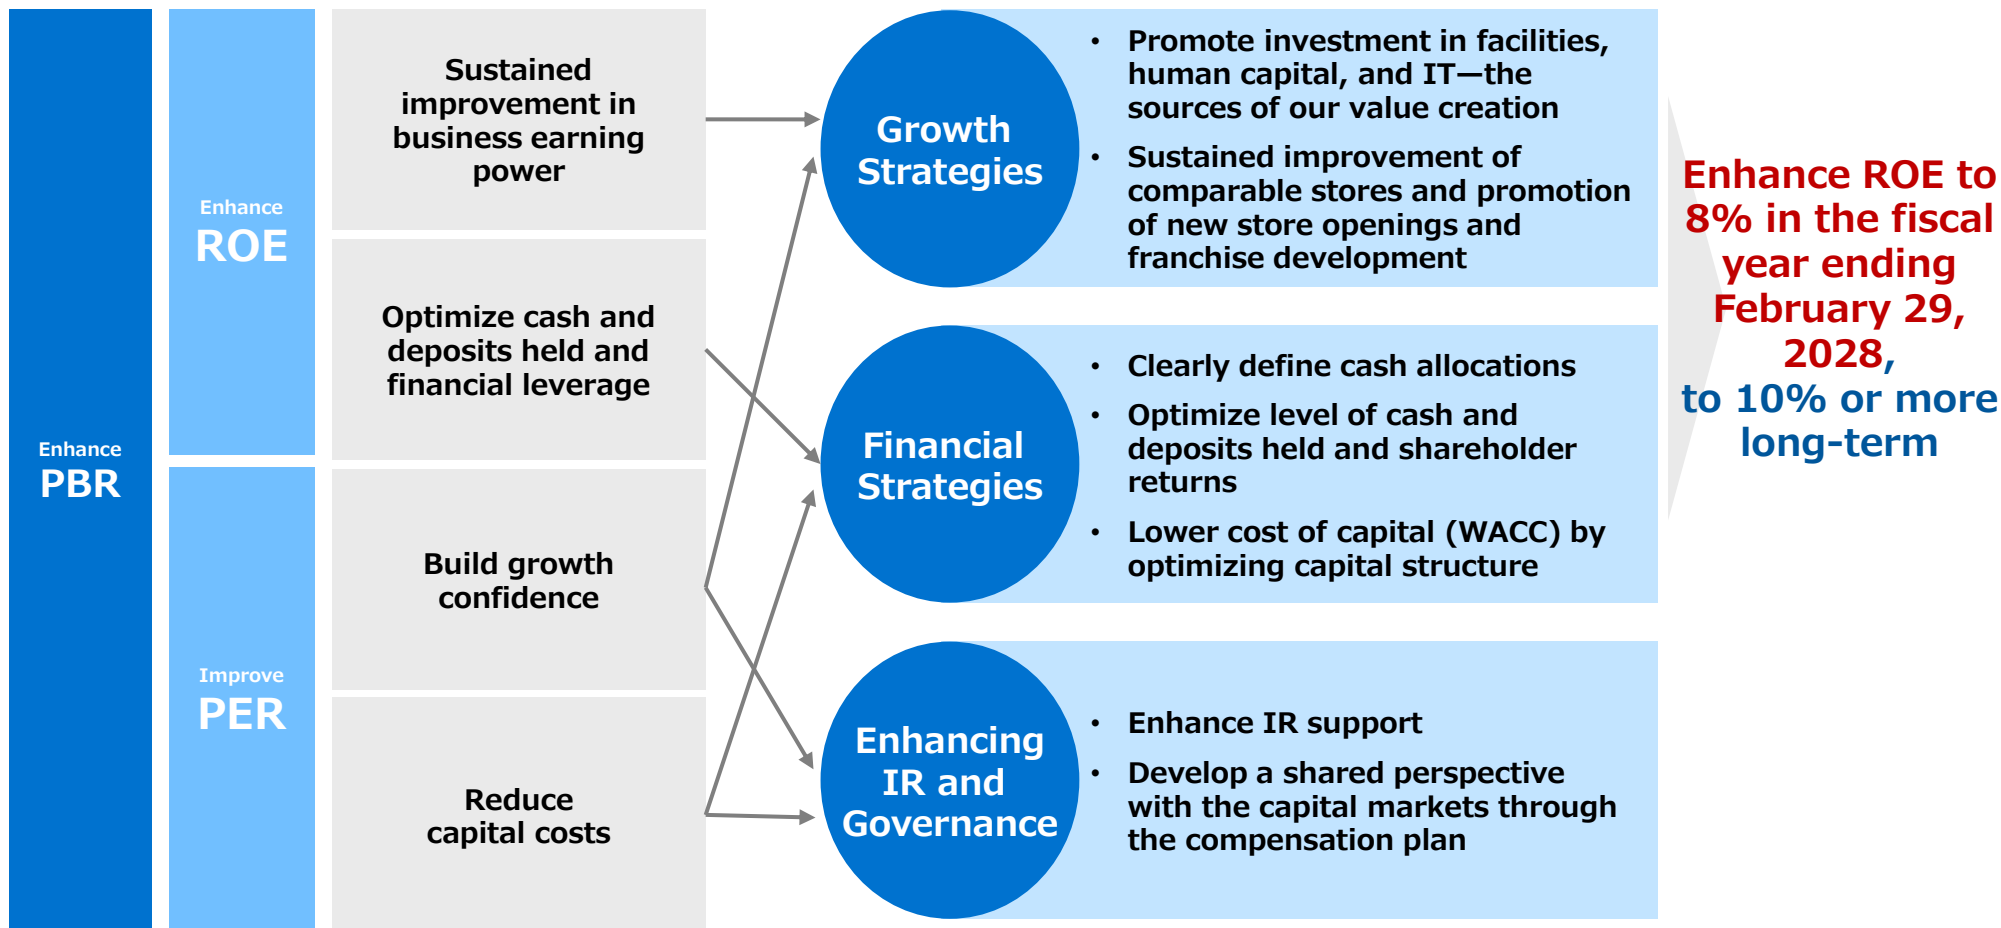 Enhance
PBR
Enhance
ROE
Improve
PER
Sustained
improvement in
business earning
power
Optimize cash and
deposits held and
financial leverage
Build growth
confidence
Reduce
capital costs
Growth
Strategies
• Promote investment in facilities,
human capital, and IT—the
sources of our value creation
• Sustained improvement of
comparable stores and promotion
of new store openings and
franchise development
Financial
Strategies
• Clearly define cash allocations
• Optimize level of cash and
deposits held and shareholder
returns
• Lower cost of capital (WACC) by
optimizing capital structure
Enhancing
IR and
Governance
• Enhance IR support
• Develop a shared perspective
with the capital markets through
the compensation plan
Enhance ROE to
8% in the fiscal
year ending
February 29,
2028,
to 10% or more
long-term